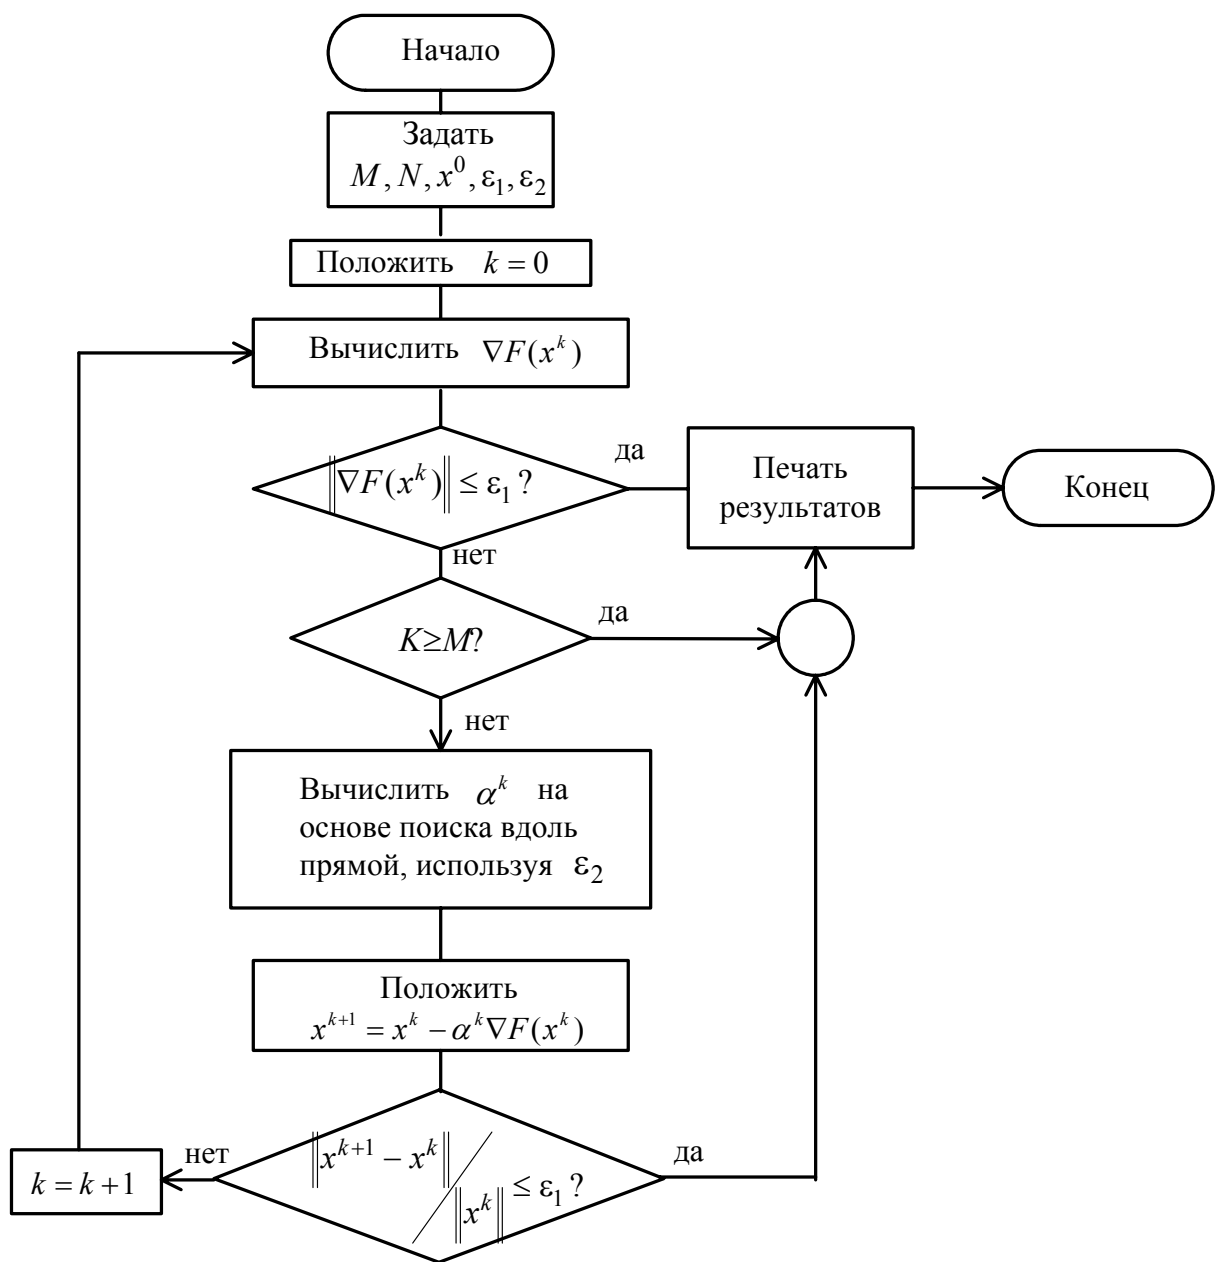 Начало
Задать
M, N, x⁰, ε₁, ε₂
Положить k = 0
Вычислить ∇F(xᵏ)
‖∇F(xᵏ)‖ ≤ ε₁ ?
да
Печать
результатов
Конец
нет
K≥M?
да
нет
Вычислить αᵏ на
основе поиска вдоль
прямой, используя ε₂
Положить
xᵏ⁺¹ = xᵏ − αᵏ∇F(xᵏ)
‖xᵏ⁺¹ − xᵏ‖ / ‖xᵏ‖ ≤ ε₁ ?
нет
да
k = k + 1